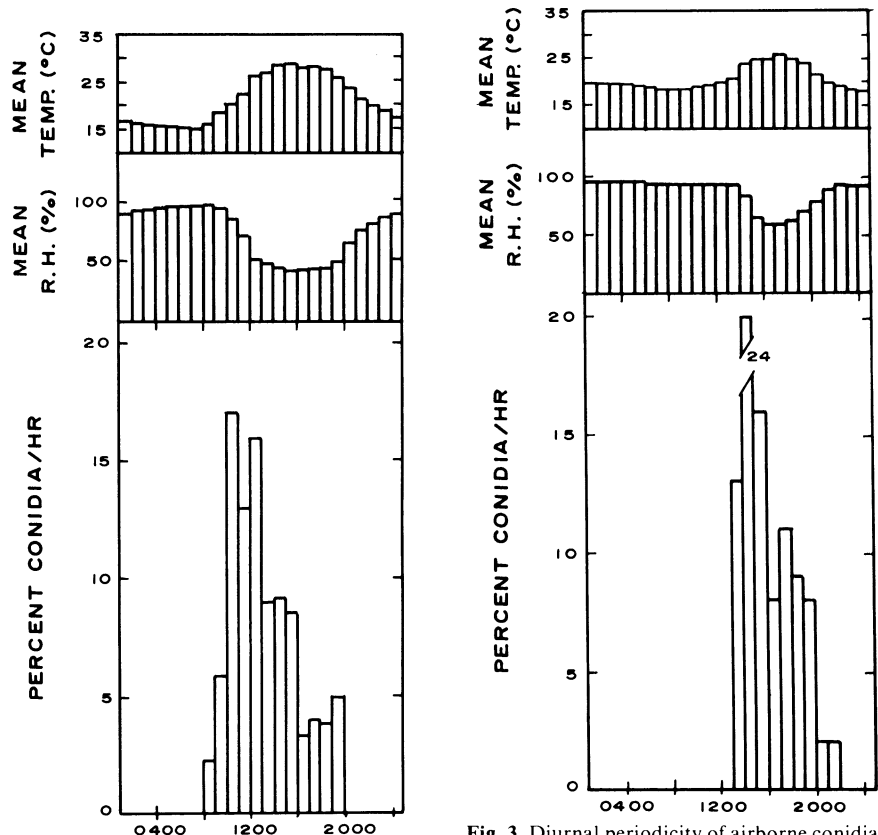 MEAN
TEMP. (°C)
35
25
15
MEAN
R.H. (%)
100
50
PERCENT CONIDIA/HR
20
15
10
5
0
0400
1200
2000
MEAN
TEMP. (°C)
35
25
15
MEAN
R.H. (%)
100
50
PERCENT CONIDIA/HR
20
24
15
10
5
0
0400
1200
2000
Fig. 3. Diurnal periodicity of airborne conidia